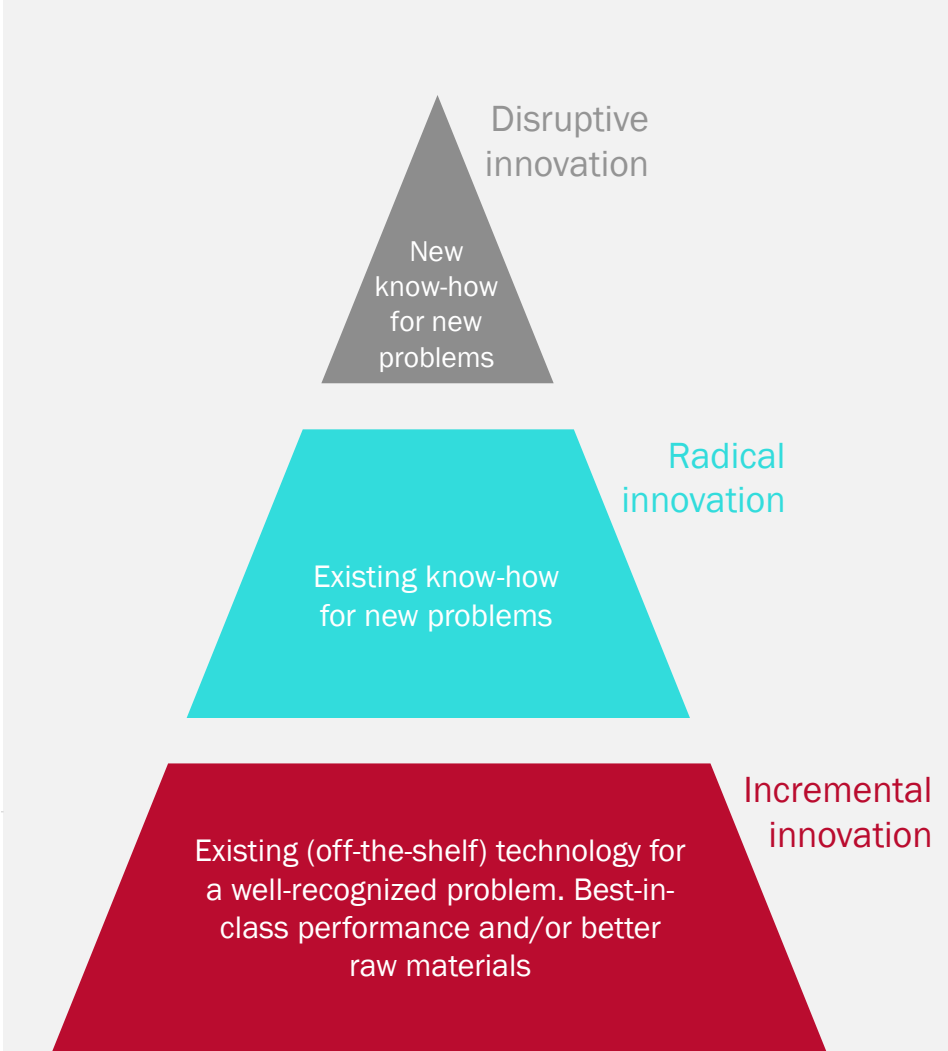 Disruptive
innovation
New
know-how
for new
problems
Radical
innovation
Existing know-how
for new problems
Incremental
innovation
Existing (off-the-shelf) technology for
a well-recognized problem. Best-in-
class performance and/or better
raw materials